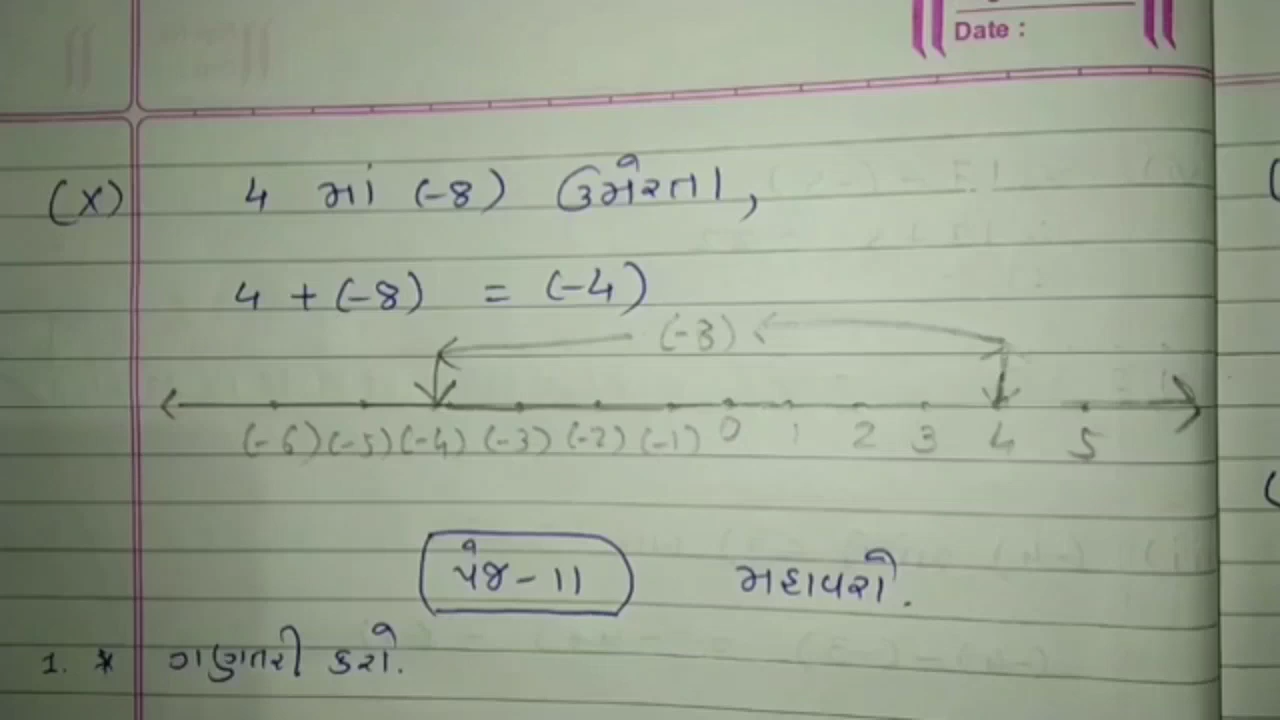 Date :
(x) 4 માં (-8) ઉમેરતા,
4 + (-8) = (-4)
(-8)
(-6) (-5) (-4) (-3) (-2) (-1) 0 1 2 3 4 5
પેજ - 11 મહાવરો.
1. * ગણતરી કરો.